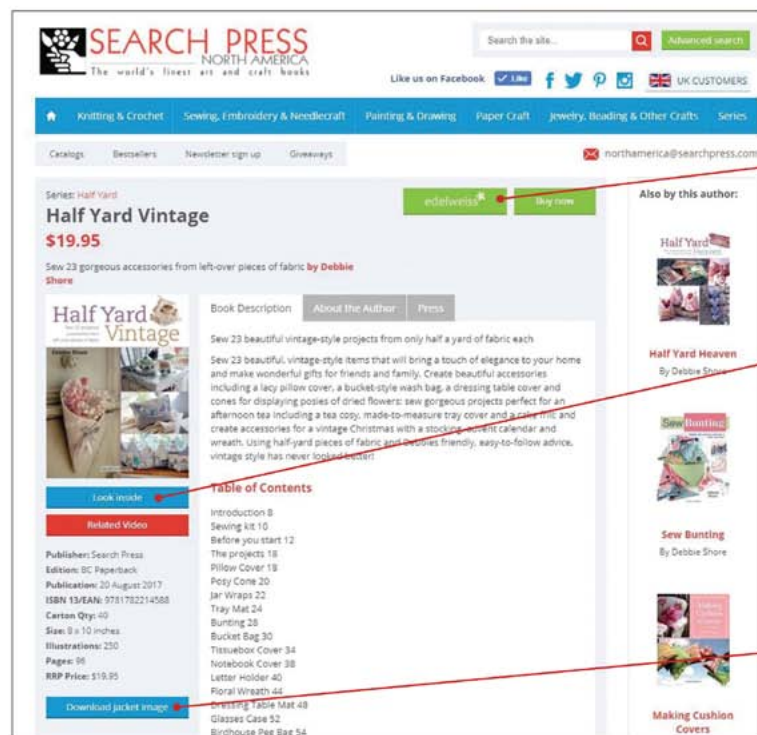 SEARCH PRESS
NORTH AMERICA
The world's finest art and craft books
Search the site...
Advanced search
Like us on Facebook Like
UK CUSTOMERS
Knitting & Crochet Sewing, Embroidery & Needlecraft Painting & Drawing Paper Craft Jewelry, Beading & Other Crafts Series
Catalogs Bestsellers Newsletter sign up Giveaways
northamerica@searchpress.com
Series: Half Yard
Half Yard Vintage
$19.95
Sew 23 gorgeous accessories from left-over pieces of fabric by Debbie
Shore
edelweiss
Buy now
Half Yard
Vintage
Debbie Shore
Look inside
Related Video
Publisher: Search Press
Edition: BC Paperback
Publication: 20 August 2017
ISBN 13/EAN: 9781782214588
Carton Qty: 40
Size: 8 x 10 inches
Illustrations: 250
Pages: 96
RRP Price: $19.95
Download jacket image
Book Description About the Author Press
Sew 23 beautiful vintage-style projects from only half a yard of fabric each
Sew 23 beautiful, vintage-style items that will bring a touch of elegance to your home
and make wonderful gifts for friends and family. Create beautiful accessories
including a lacy pillow cover, a bucket-style wash bag, a dressing table cover and
cones for displaying posies of dried flowers: sew gorgeous projects perfect for an
afternoon tea including a tea cosy, made-to-measure tray cover and a cake frill and
create accessories for a vintage Christmas with a stocking, advent calendar and
wreath. Using half-yard pieces of fabric and Debbies friendly, easy-to-follow advice,
vintage style has never looked better!
Table of Contents
Introduction 8
Sewing kit 10
Before you start 12
The projects 18
Pillow Cover 18
Posy Cone 20
Jar Wraps 22
Tray Mat 24
Bunting 28
Bucket Bag 30
Tissuebox Cover 34
Notebook Cover 38
Letter Holder 40
Floral Wreath 44
Dressing Table Mat 48
Glasses Case 52
Birdhouse Peg Bag 54
Also by this author:
Half Yard
Heaven
Half Yard Heaven
By Debbie Shore
Sew Bunting
Sew Bunting
By Debbie Shore
Making Cushion
Covers